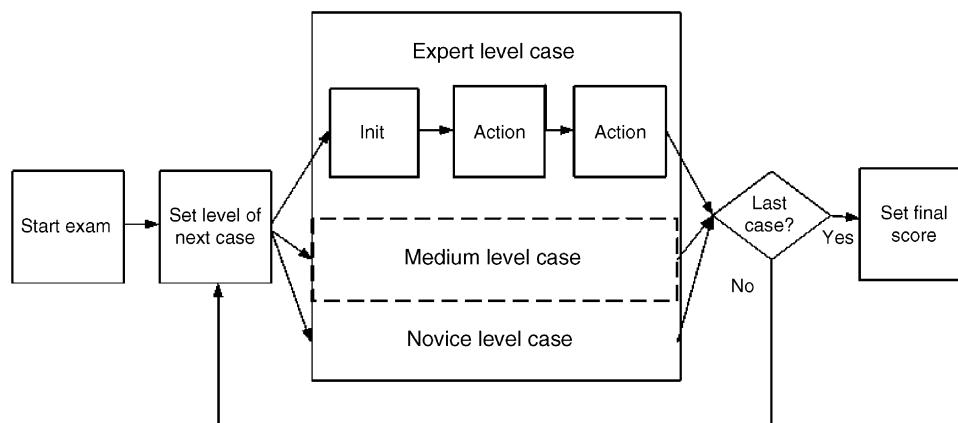 Expert level case
Init
Action
Action
Start exam
Set level of
next case
Medium level case
Novice level case
Last
case?
Yes
No
Set final
score